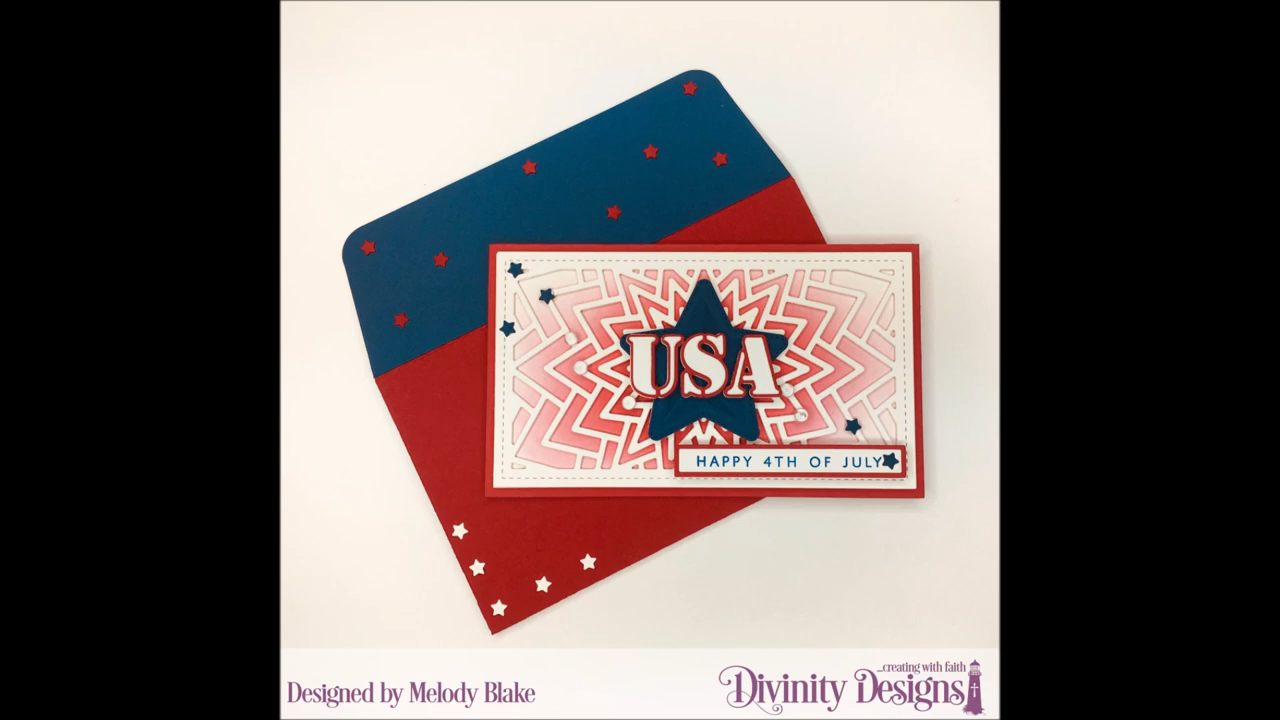 USA
HAPPY 4TH OF JULY
...creating with faith
Designed by Melody Blake
Divinity Designs